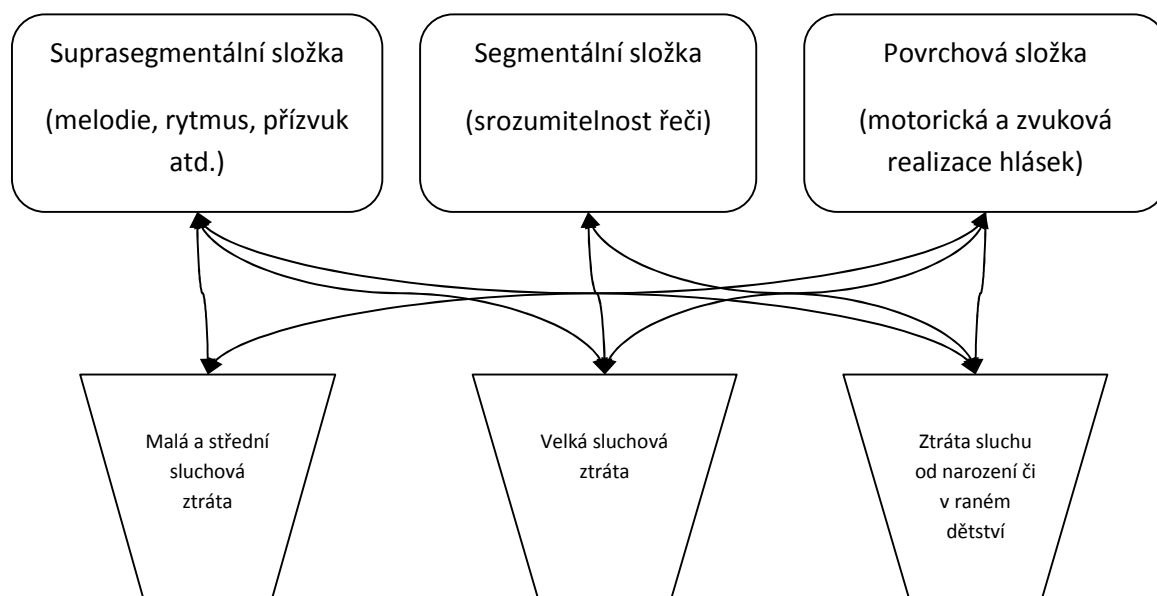 Suprasegmentální složka
(melodie, rytmus, přízvuk
atd.)
Segmentální složka
(srozumitelnost řeči)
Povrchová složka
(motorická a zvuková
realizace hlásek)
Malá a střední
sluchová
ztráta
Velká sluchová
ztráta
Ztráta sluchu
od narození či
v raném
dětství